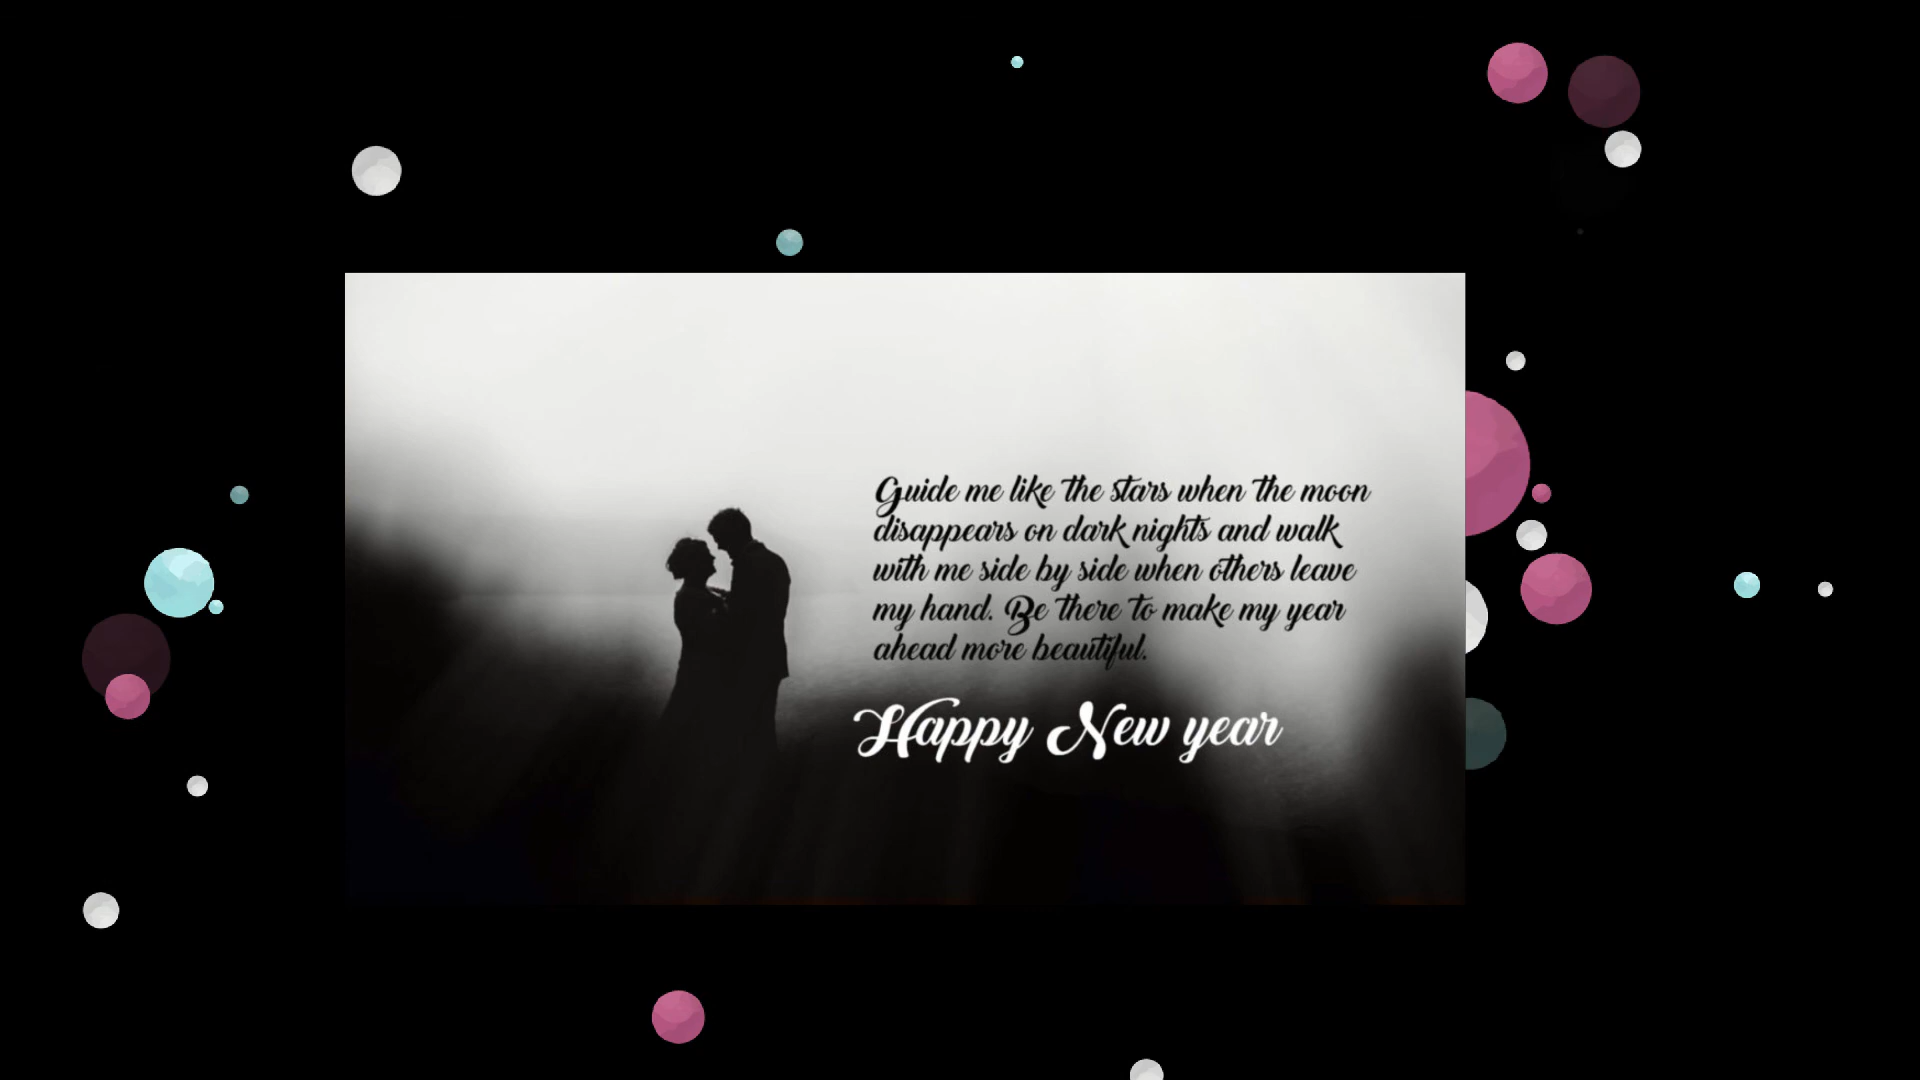 Guide me like the stars when the moon
disappears on dark nights and walk
with me side by side when others leave
my hand. Be there to make my year
ahead more beautiful.
Happy New year